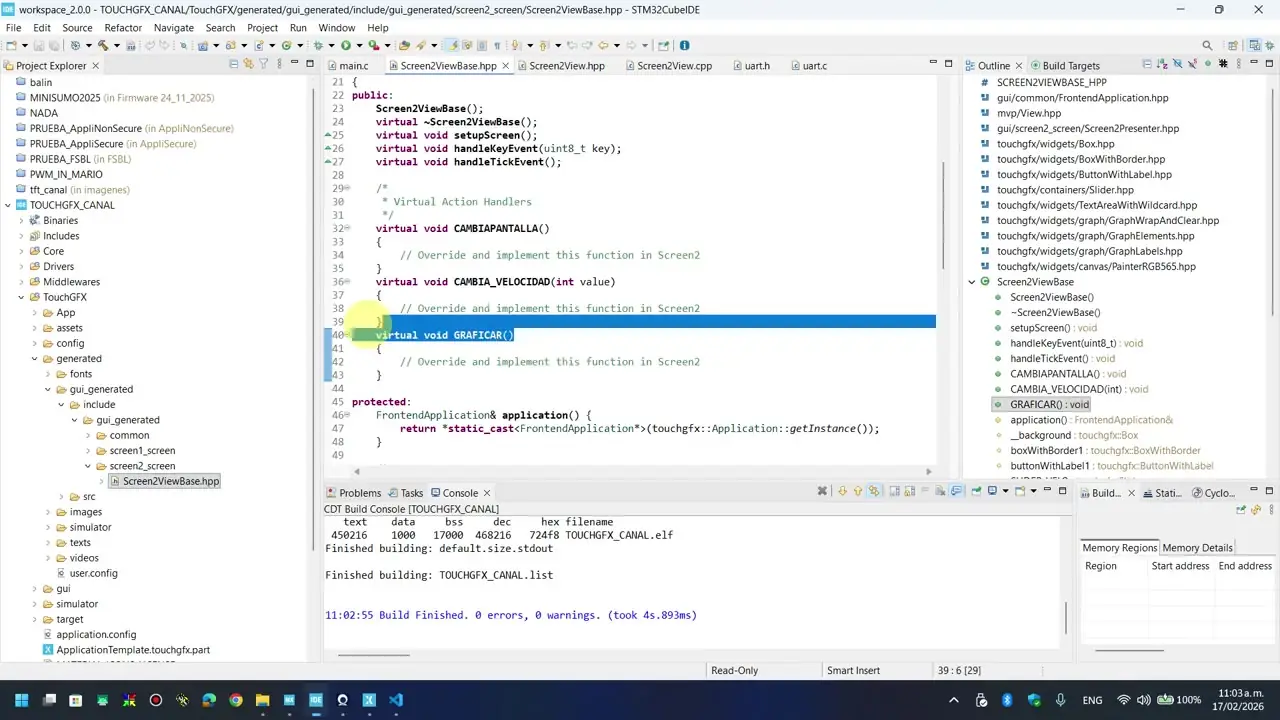 workspace_2.0.0 - TOUCHGFX_CANAL/TouchGFX/generated/gui_generated/include/gui_generated/screen2_screen/Screen2ViewBase.hpp - STM32CubeIDE
File Edit Source Refactor Navigate Search Project Run Window Help
Project Explorer
balin
MINISUMO2025 (in Firmware 24_11_2025)
NADA
PRUEBA_AppliNonSecure (in AppliNonSecure)
PRUEBA_AppliSecure (in AppliSecure)
PRUEBA_FSBL (in FSBL)
PWM_IN_MARIO
tft_canal (in imagenes)
TOUCHGFX_CANAL
Binaries
Includes
Core
Drivers
Middlewares
TouchGFX
App
assets
config
generated
fonts
gui_generated
include
gui_generated
common
screen1_screen
screen2_screen
Screen2ViewBase.hpp
src
images
simulator
texts
videos
user.config
gui
simulator
target
application.config
ApplicationTemplate.touchgfx.part
main.c Screen2ViewBase.hpp Screen2View.hpp Screen2View.cpp uart.h uart.c
21 {
22 public:
23 Screen2ViewBase();
24 virtual ~Screen2ViewBase();
25 virtual void setupScreen();
26 virtual void handleKeyEvent(uint8_t key);
27 virtual void handleTickEvent();
28
29 /*
30 * Virtual Action Handlers
31 */
32 virtual void CAMBIAPANTALLA()
33 {
34 // Override and implement this function in Screen2
35 }
36 virtual void CAMBIA_VELOCIDAD(int value)
37 {
38 // Override and implement this function in Screen2
39 }
40 virtual void GRAFICAR()
41 {
42 // Override and implement this function in Screen2
43 }
44
45 protected:
46 FrontendApplication& application() {
47 return *static_cast<FrontendApplication*>(touchgfx::Application::getInstance());
48 }
49
Problems Tasks Console
CDT Build Console [TOUCHGFX_CANAL]
text data bss dec hex filename
450216 1000 17000 468216 724f8 TOUCHGFX_CANAL.elf
Finished building: default.size.stdout
Finished building: TOUCHGFX_CANAL.list
11:02:55 Build Finished. 0 errors, 0 warnings. (took 4s.893ms)
Outline Build Targets
SCREEN2VIEWBASE_HPP
gui/common/FrontendApplication.hpp
mvp/View.hpp
gui/screen2_screen/Screen2Presenter.hpp
touchgfx/widgets/Box.hpp
touchgfx/widgets/BoxWithBorder.hpp
touchgfx/widgets/ButtonWithLabel.hpp
touchgfx/containers/Slider.hpp
touchgfx/widgets/TextAreaWithWildcard.hpp
touchgfx/widgets/graph/GraphWrapAndClear.hpp
touchgfx/widgets/graph/GraphElements.hpp
touchgfx/widgets/graph/GraphLabels.hpp
touchgfx/widgets/canvas/PainterRGB565.hpp
Screen2ViewBase
Screen2ViewBase()
~Screen2ViewBase()
setupScreen() : void
handleKeyEvent(uint8_t) : void
handleTickEvent() : void
CAMBIAPANTALLA() : void
CAMBIA_VELOCIDAD(int) : void
GRAFICAR() : void
application() : FrontendApplication&
__background : touchgfx::Box
boxWithBorder1 : touchgfx::BoxWithBorder
buttonWithLabel1 : touchgfx::ButtonWithLabel
Build... Stati... Cyclo...
Memory Regions Memory Details
Region Start address End address
Read-Only Smart Insert 39 : 6 [29]
ENG 100% 11:03 a.m.
17/02/2026